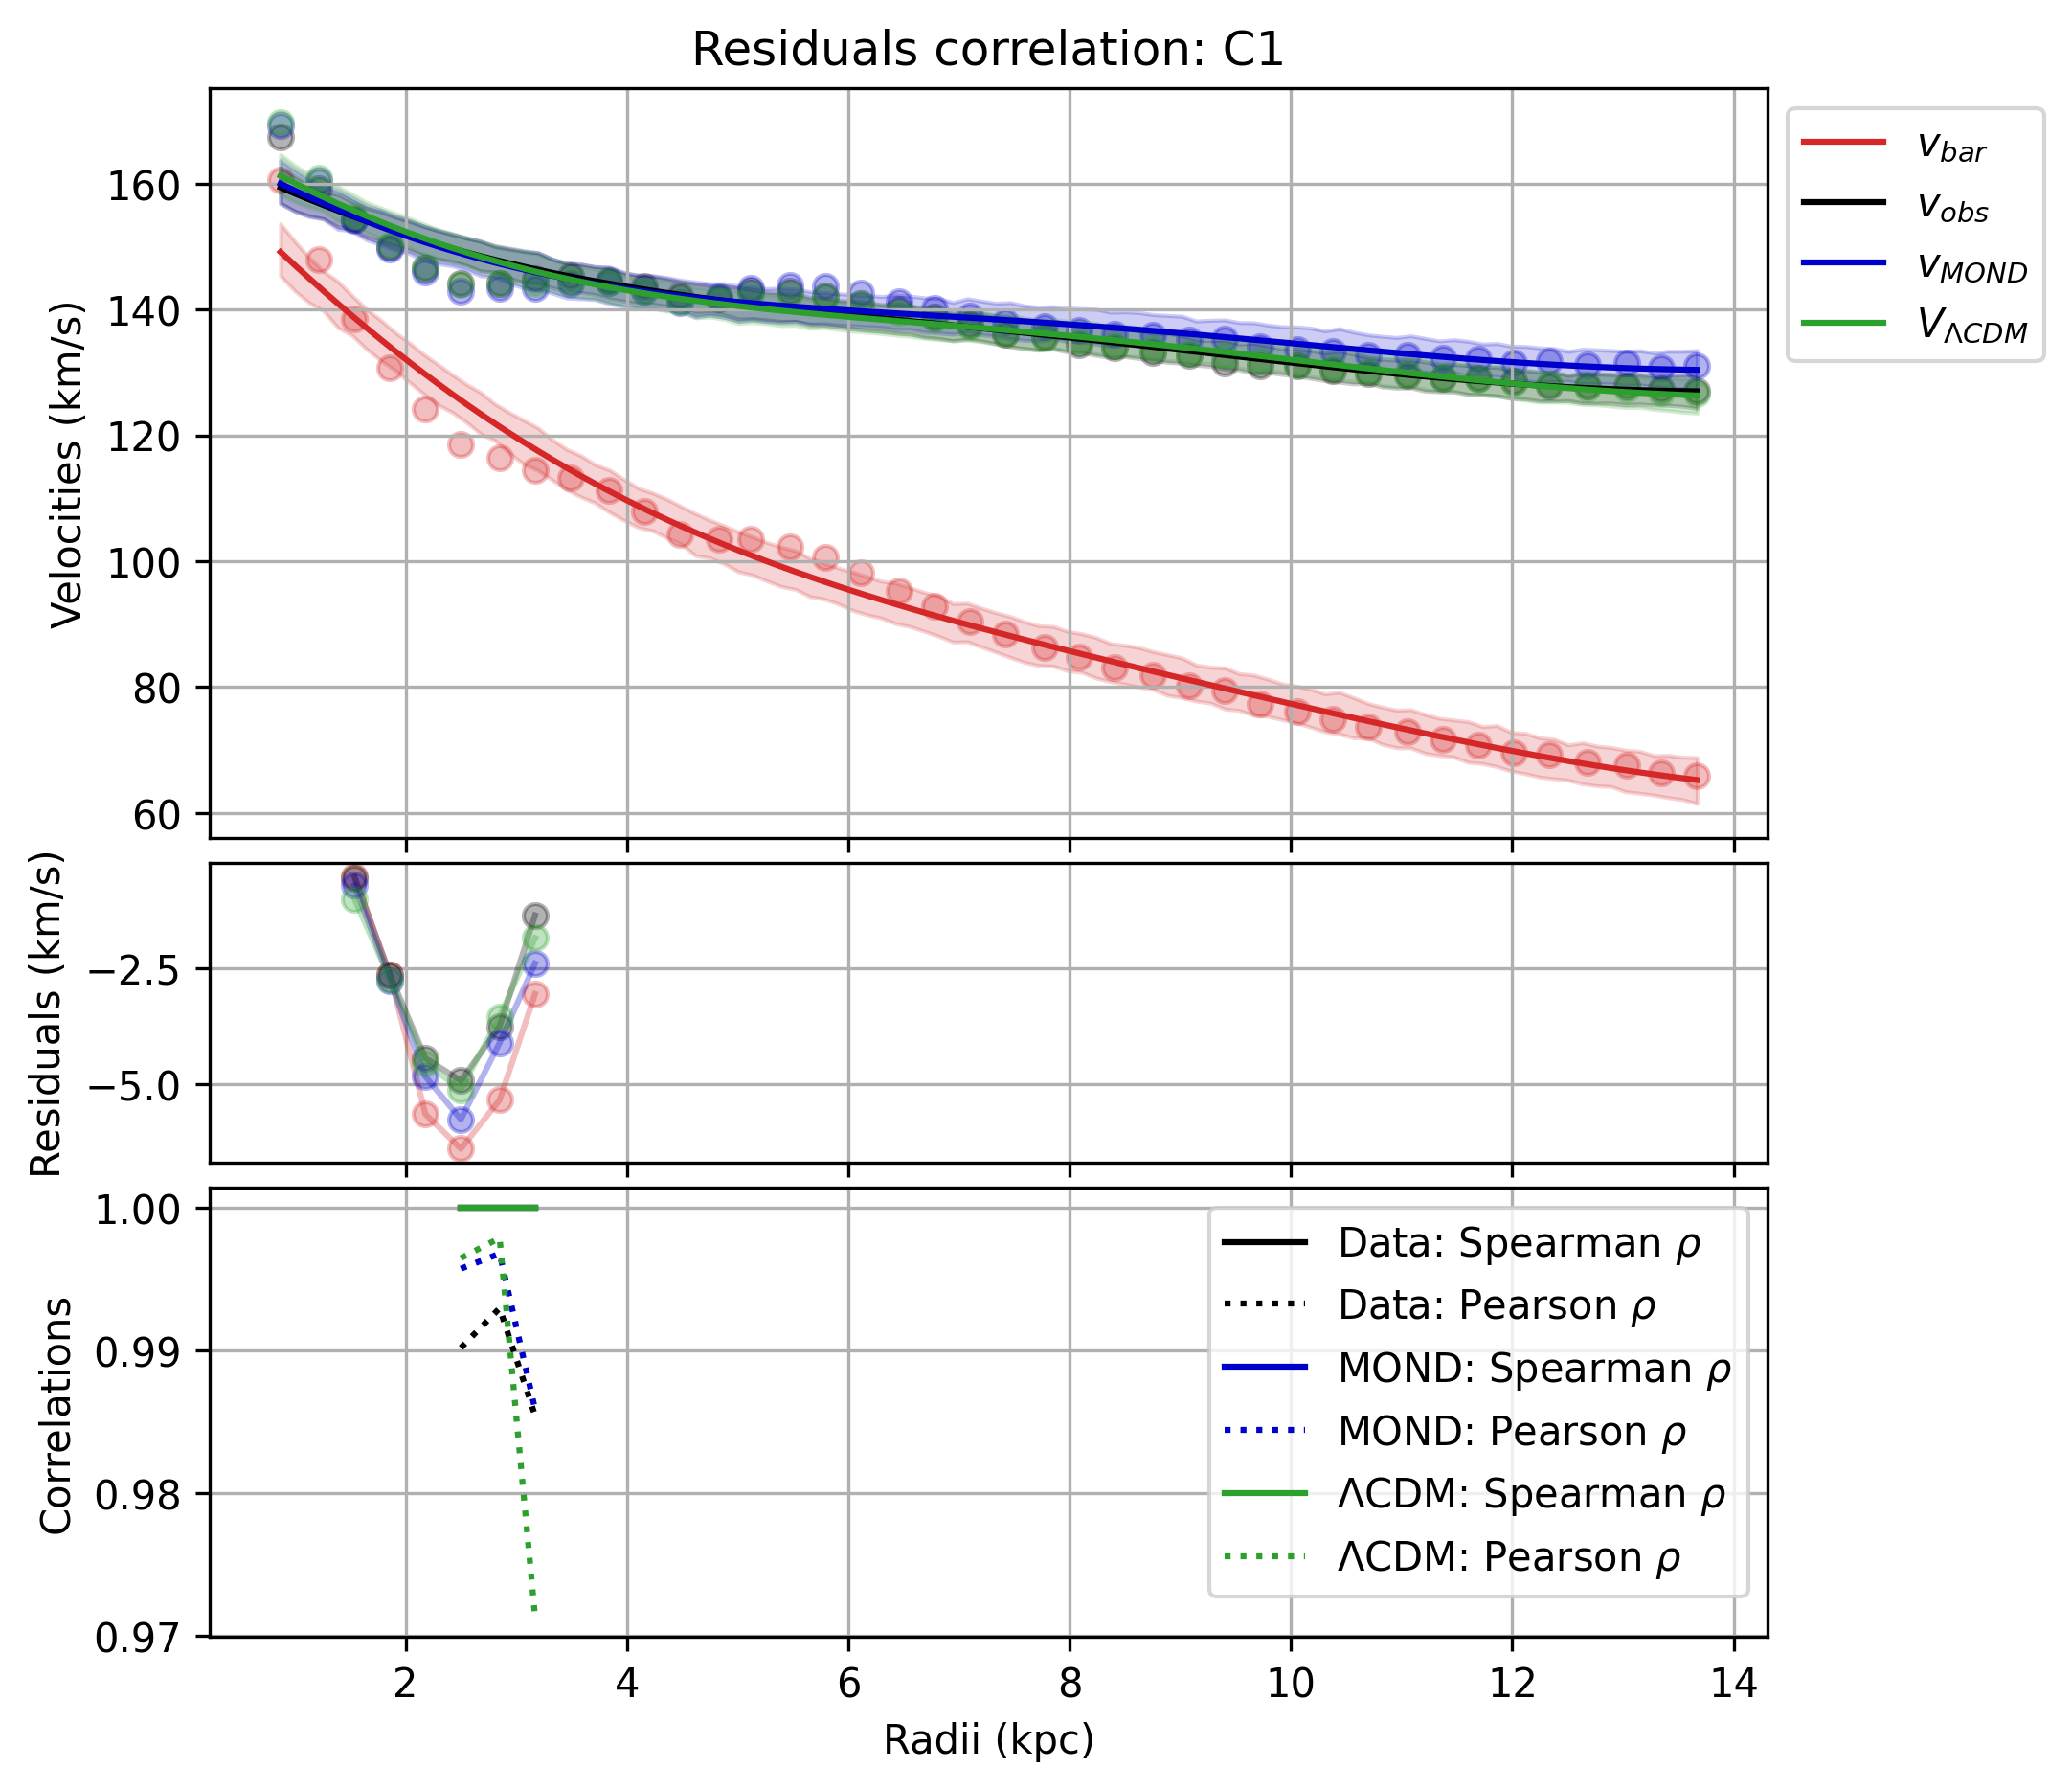 Residuals correlation: C1
Velocities (km/s)
160
140
120
100
80
60
v_bar
v_obs
v_MOND
V_ΛCDM
Residuals (km/s)
−2.5
−5.0
Correlations
1.00
0.99
0.98
0.97
Data: Spearman ρ
Data: Pearson ρ
MOND: Spearman ρ
MOND: Pearson ρ
ΛCDM: Spearman ρ
ΛCDM: Pearson ρ
2 4 6 8 10 12 14
Radii (kpc)